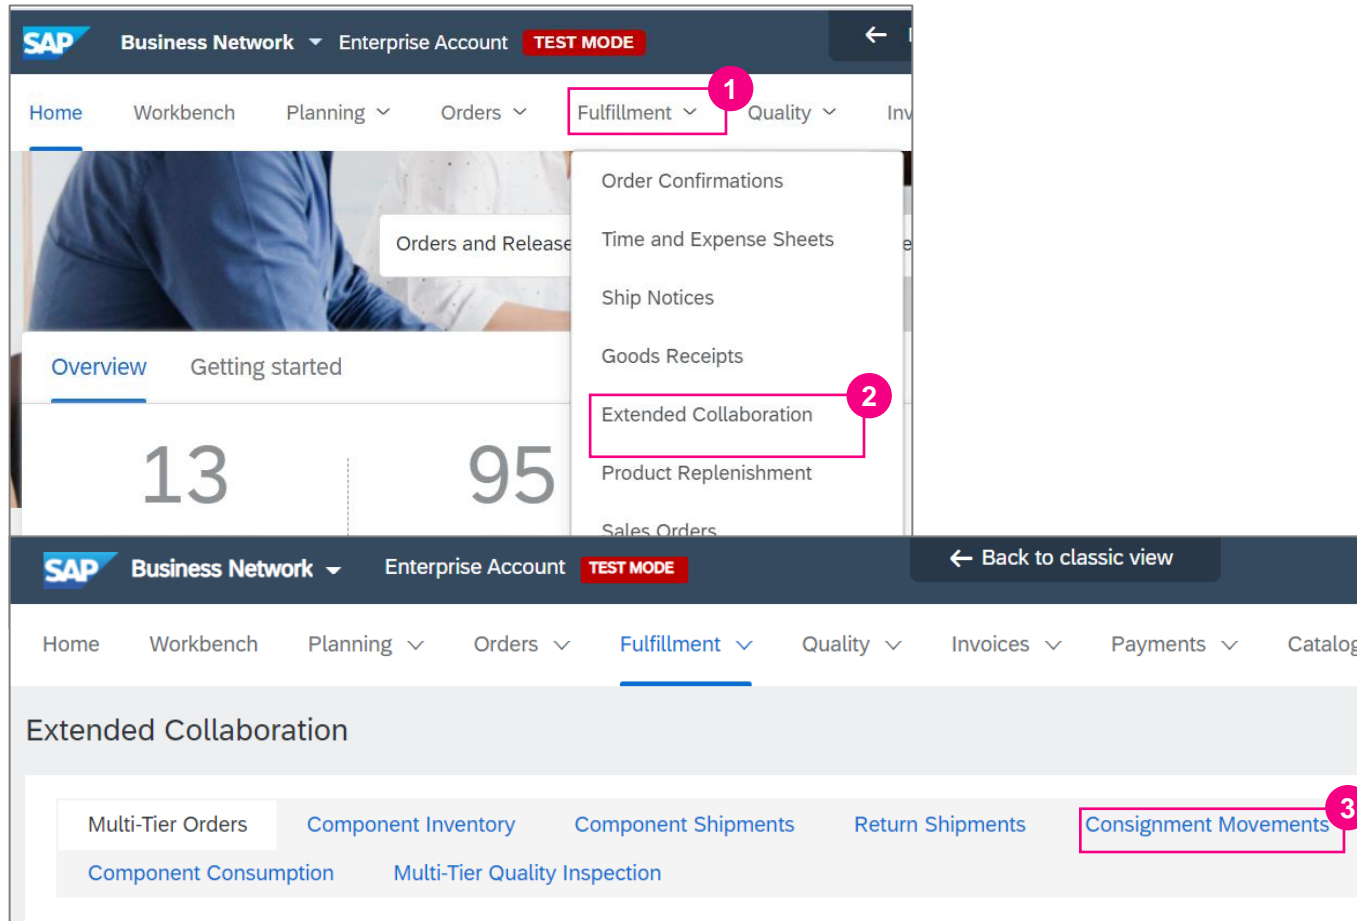 SAP Business Network Enterprise Account TEST MODE ←
1
Home Workbench Planning Orders Fulfillment Quality Inv
Order Confirmations
Orders and Release Time and Expense Sheets
Ship Notices
Goods Receipts
Overview Getting started
2
Extended Collaboration
13 95
Product Replenishment
Sales Orders
SAP Business Network Enterprise Account TEST MODE ← Back to classic view
Home Workbench Planning Orders Fulfillment Quality Invoices Payments Catalog
Extended Collaboration
3
Multi-Tier Orders Component Inventory Component Shipments Return Shipments Consignment Movements
Component Consumption Multi-Tier Quality Inspection